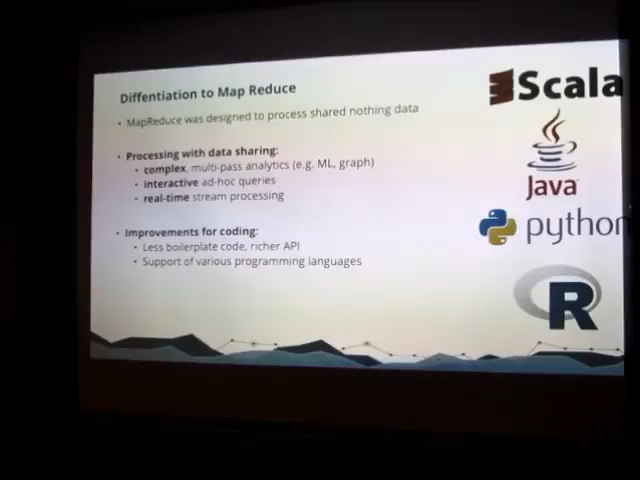 Diffentiation to Map Reduce
• MapReduce was designed to process shared nothing data
• Processing with data sharing:
• complex, multi-pass analytics (e.g. ML, graph)
• interactive ad-hoc queries
• real-time stream processing
• Improvements for coding:
• Less boilerplate code, richer API
• Support of various programming languages
Scala
Java
python
R